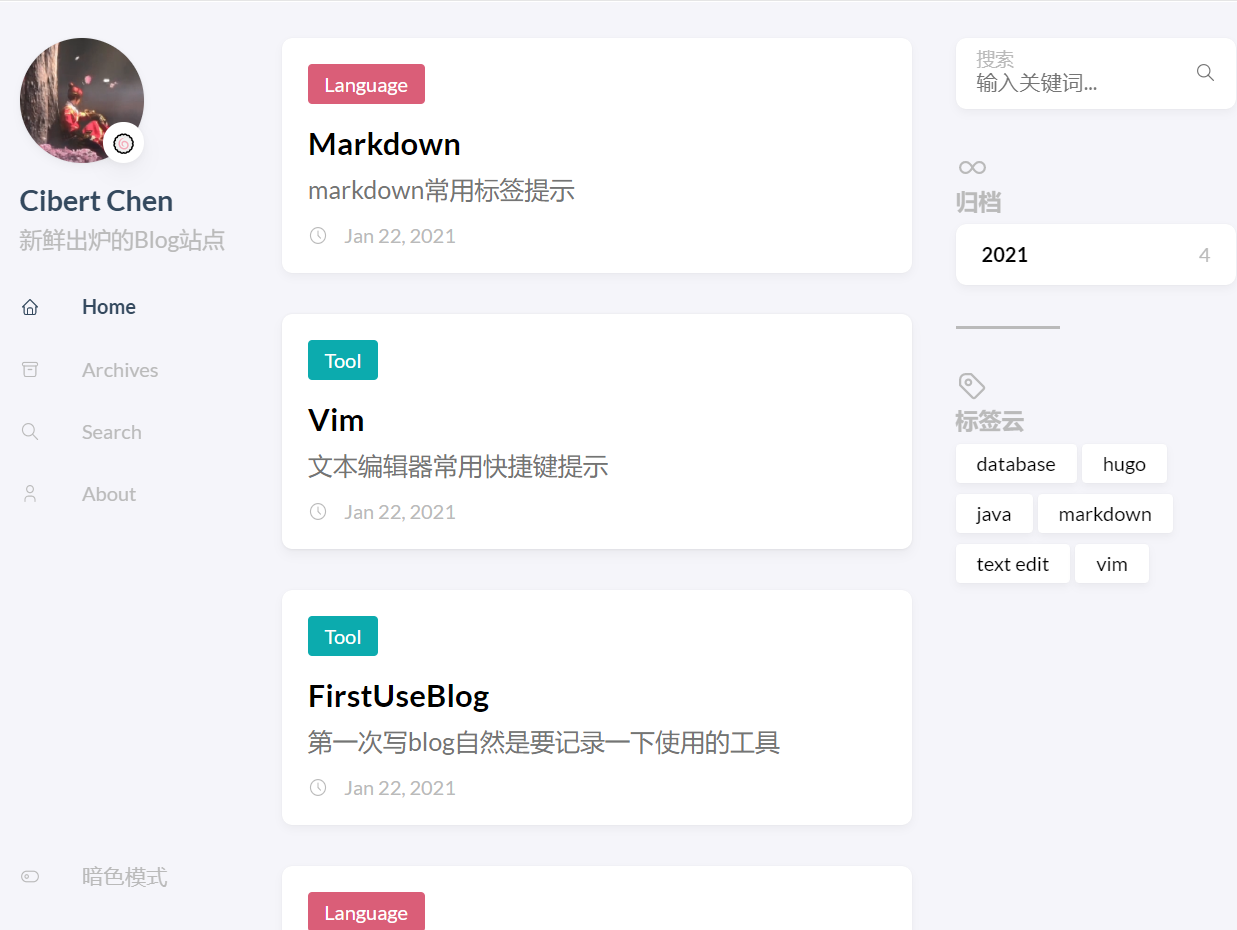 Cibert Chen
新鲜出炉的Blog站点
Home
Archives
Search
About
暗色模式
Language
Markdown
markdown常用标签提示
Jan 22, 2021
Tool
Vim
文本编辑器常用快捷键提示
Jan 22, 2021
Tool
FirstUseBlog
第一次写blog自然是要记录一下使用的工具
Jan 22, 2021
Language
搜索
输入关键词...
归档
2021 4
标签云
database hugo
java markdown
text edit vim